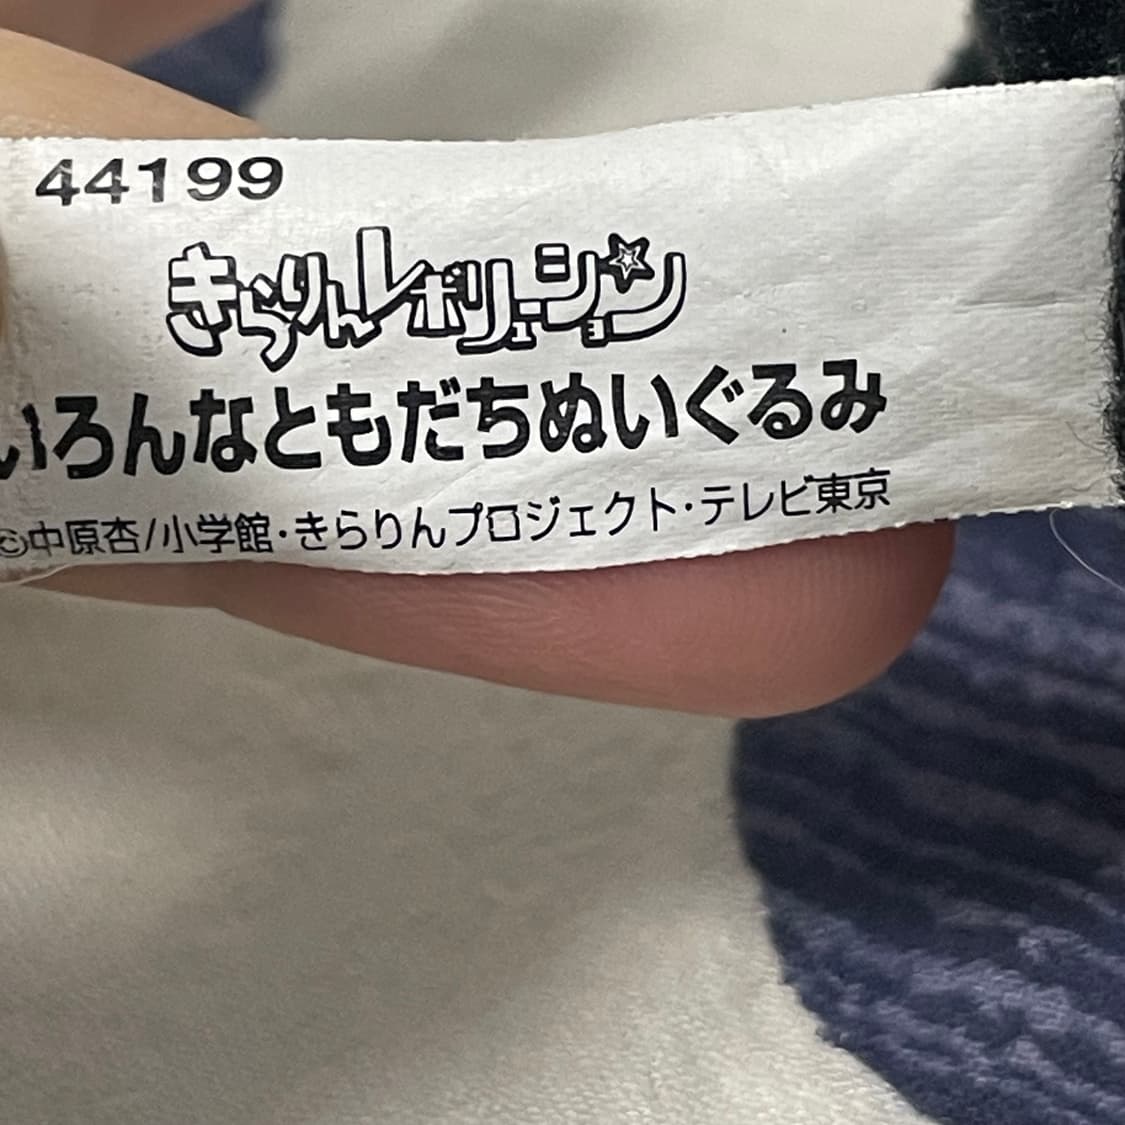 44199
きらりんレボリューション
いろんなともだちぬいぐるみ
©中原杏/小学館・きらりんプロジェクト・テレビ東京